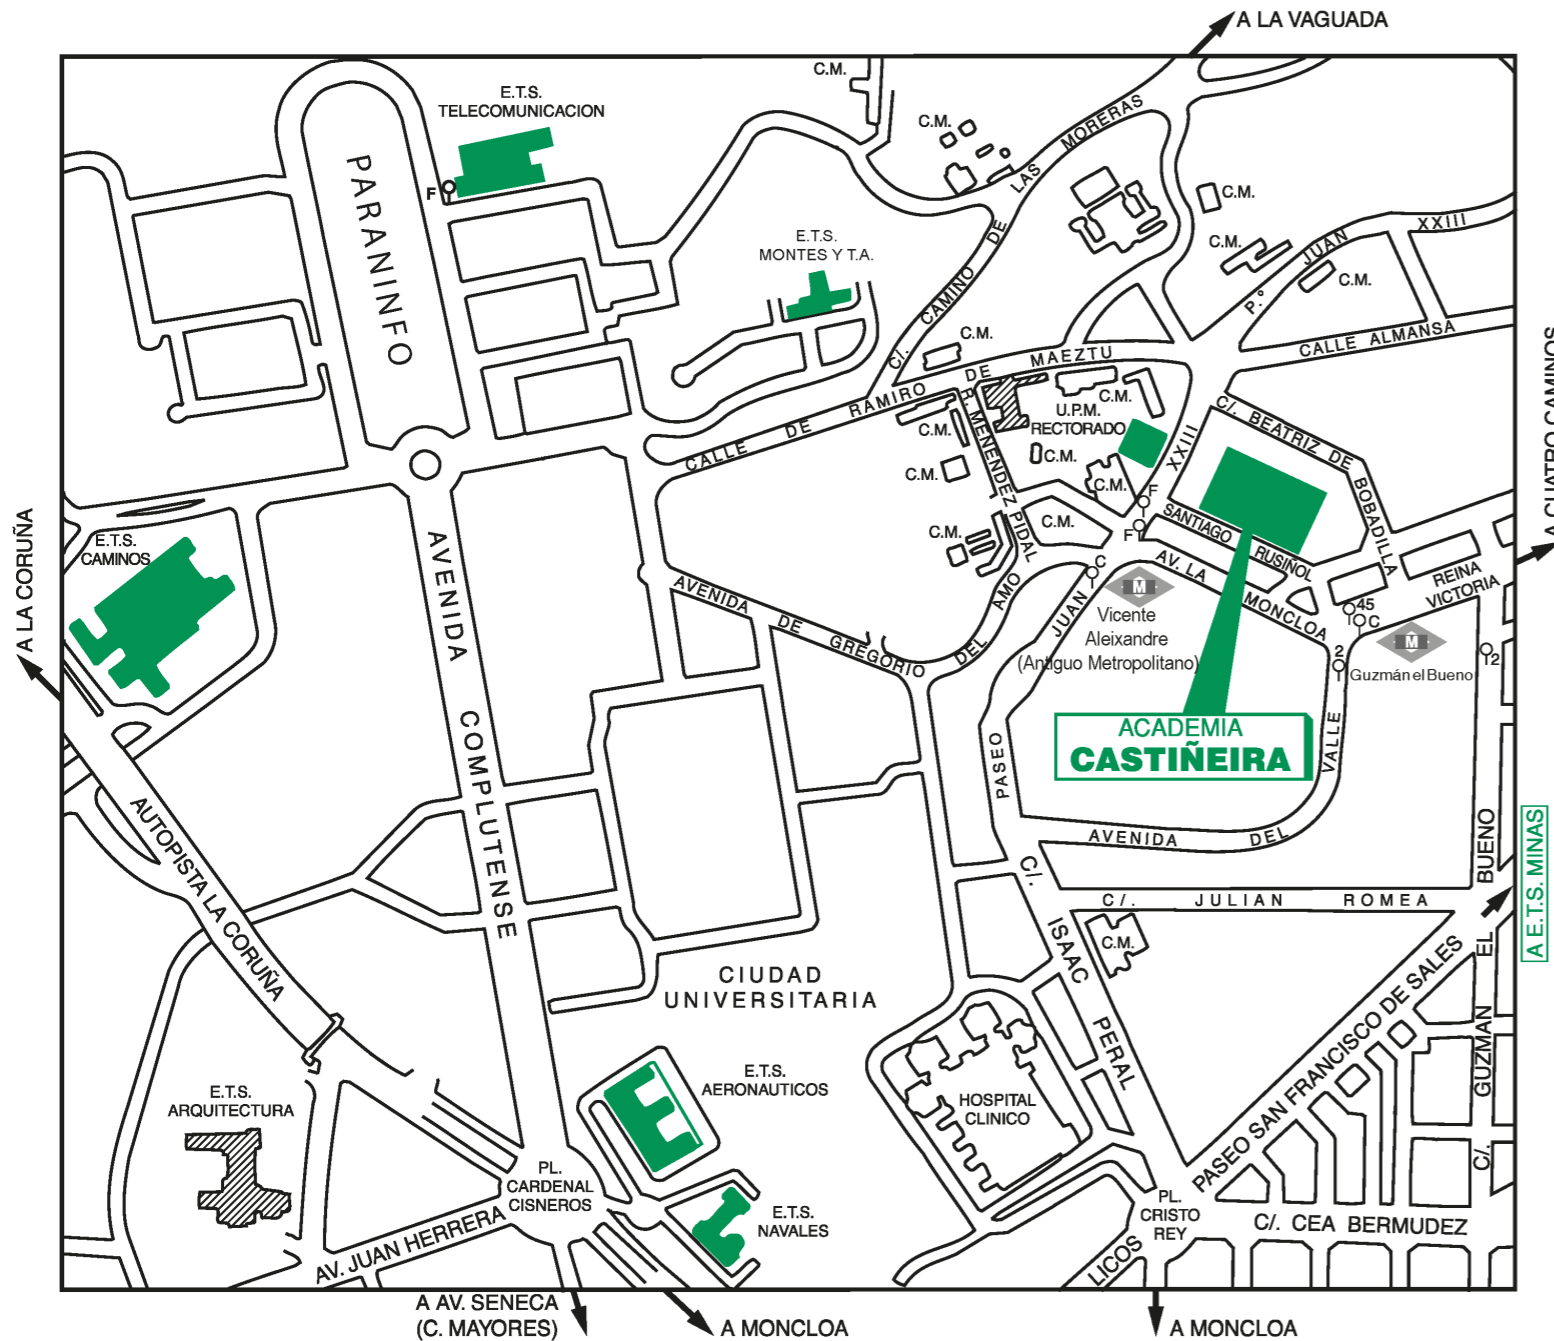 A LA VAGUADA
C.M.
E.T.S.
TELECOMUNICACION
C.M.
C/. CAMINO DE LAS MORERAS
PARANINFO
F
C.M.
P.º JUAN XXIII
E.T.S.
MONTES Y T.A.
C.M.
C.M.
C.M.
CALLE ALMANSA
A CUATRO CAMINOS
CALLE DE RAMIRO DE MAEZTU
R. MENENDEZ PIDAL
C.M.
U.P.M.
RECTORADO
C/. BEATRIZ DE BOBADILLA
C.M.
C.M.
C.M.
C.M.
XXIII
F
SANTIAGO RUSINOL
C.M.
C.M.
F
E.T.S.
CAMINOS
A LA CORUÑA
AVENIDA COMPLUTENSE
AVENIDA DE GREGORIO DEL AMO
C
AV. LA MONCLOA
M
Vicente
Aleixandre
(Antiguo Metropolitano)
REINA
VICTORIA
45
C
M
Guzmán el Bueno
2
2
PASEO JUAN
ACADEMIA
CASTIÑEIRA
AVENIDA DEL VALLE
AUTOPISTA LA CORUÑA
C/. ISAAC PERAL
C/. JULIAN ROMEA
A E.T.S. MINAS
C/. GUZMAN EL BUENO
C.M.
CIUDAD
UNIVERSITARIA
PASEO SAN FRANCISCO DE SALES
E.T.S.
AERONAUTICOS
E.T.S.
ARQUITECTURA
HOSPITAL
CLINICO
PL.
CARDENAL
CISNEROS
E.T.S.
NAVALES
PL.
CRISTO
REY
C/. CEA BERMUDEZ
AV. JUAN HERRERA
LICOS
A AV. SENECA
(C. MAYORES)
A MONCLOA
A MONCLOA